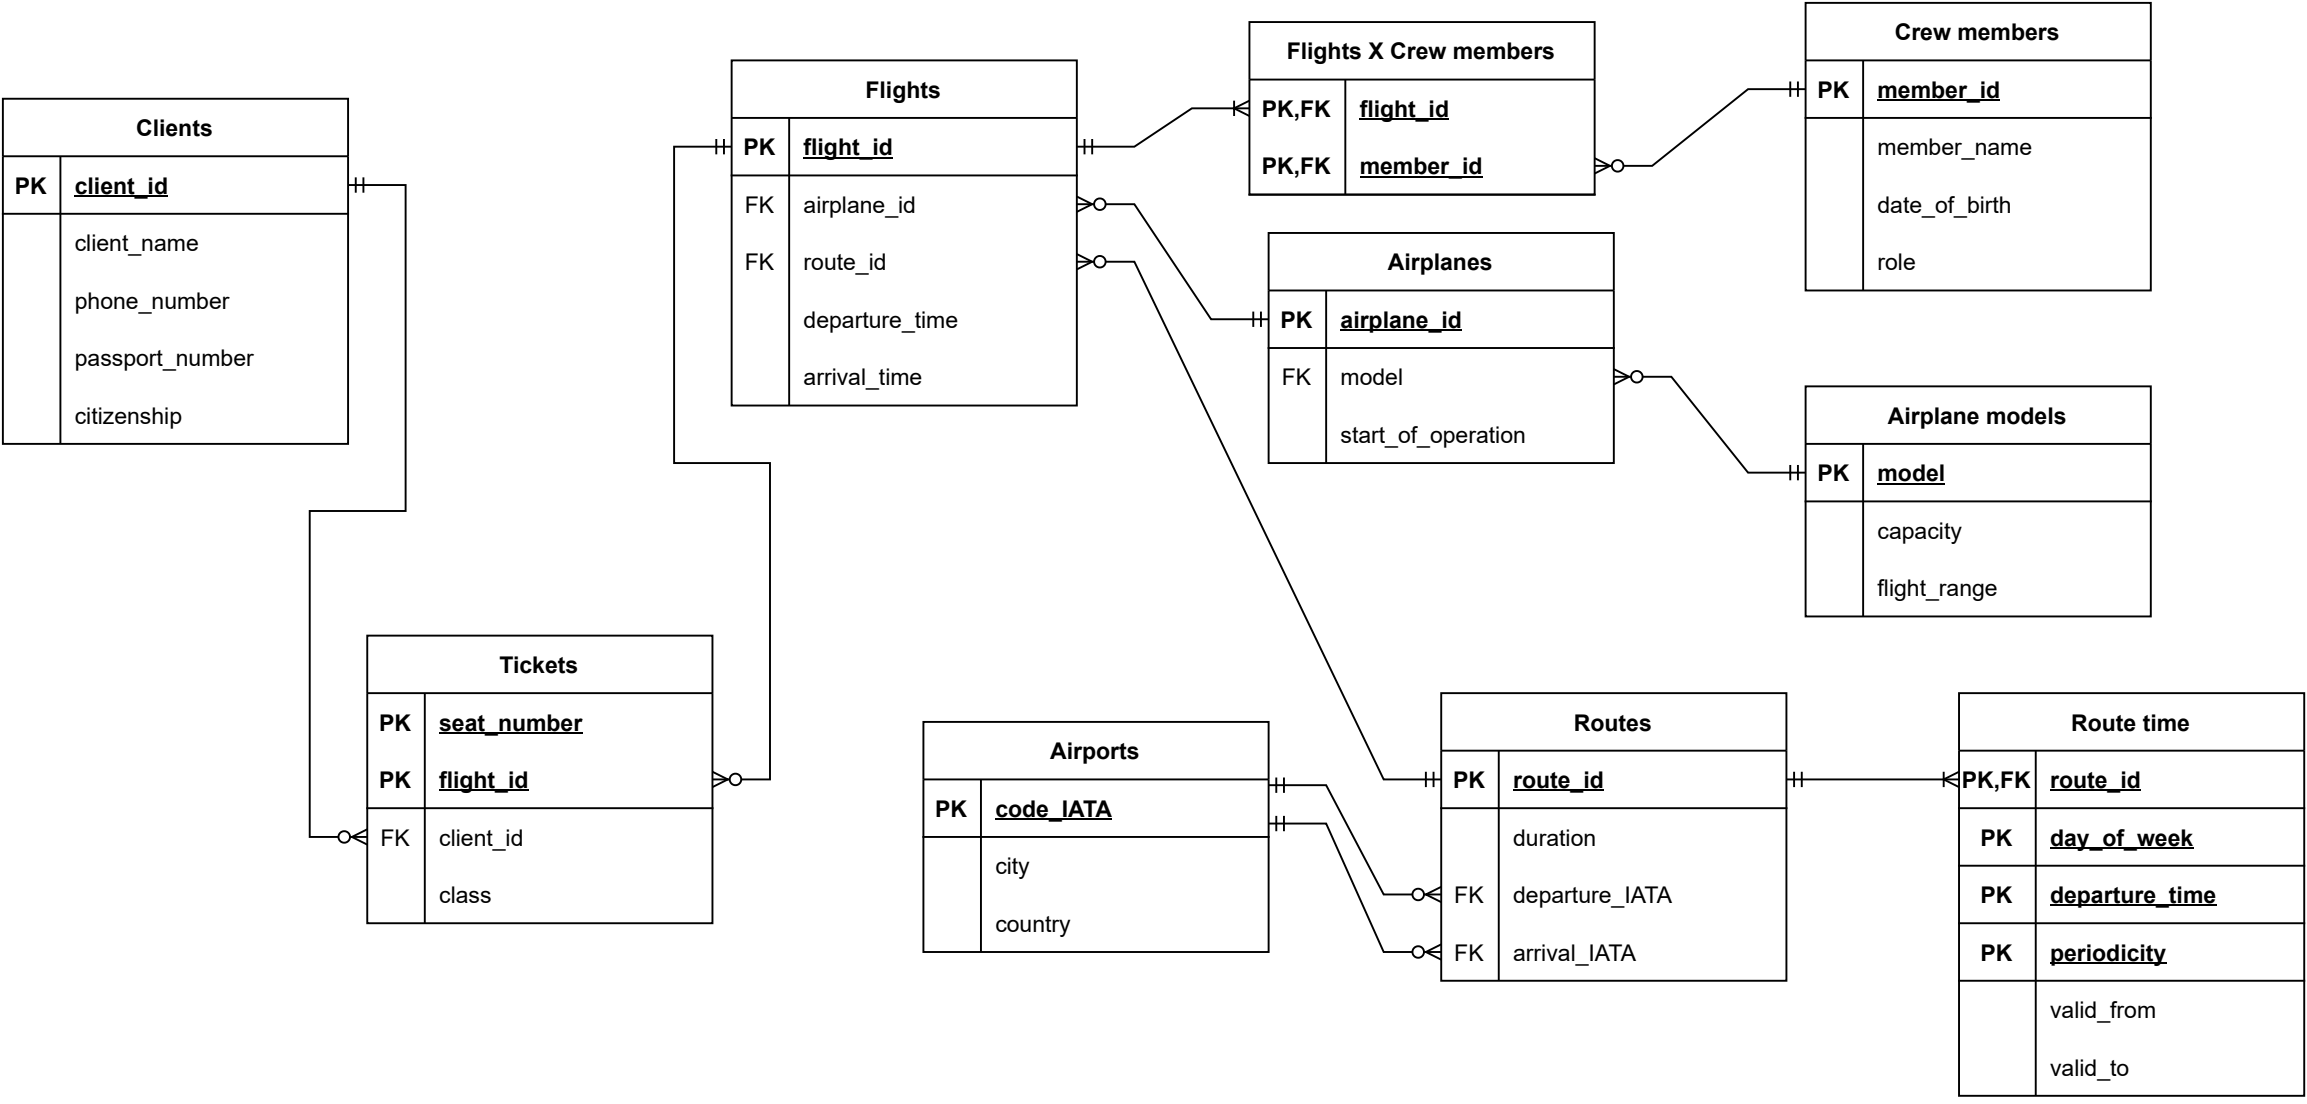 Clients
PK client_id
client_name
phone_number
passport_number
citizenship
Flights
PK flight_id
FK airplane_id
FK route_id
departure_time
arrival_time
Flights X Crew members
PK,FK flight_id
PK,FK member_id
Crew members
PK member_id
member_name
date_of_birth
role
Airplanes
PK airplane_id
FK model
start_of_operation
Airplane models
PK model
capacity
flight_range
Tickets
PK seat_number
PK flight_id
FK client_id
class
Airports
PK code_IATA
city
country
Routes
PK route_id
duration
FK departure_IATA
FK arrival_IATA
Route time
PK,FK route_id
PK day_of_week
PK departure_time
PK periodicity
valid_from
valid_to